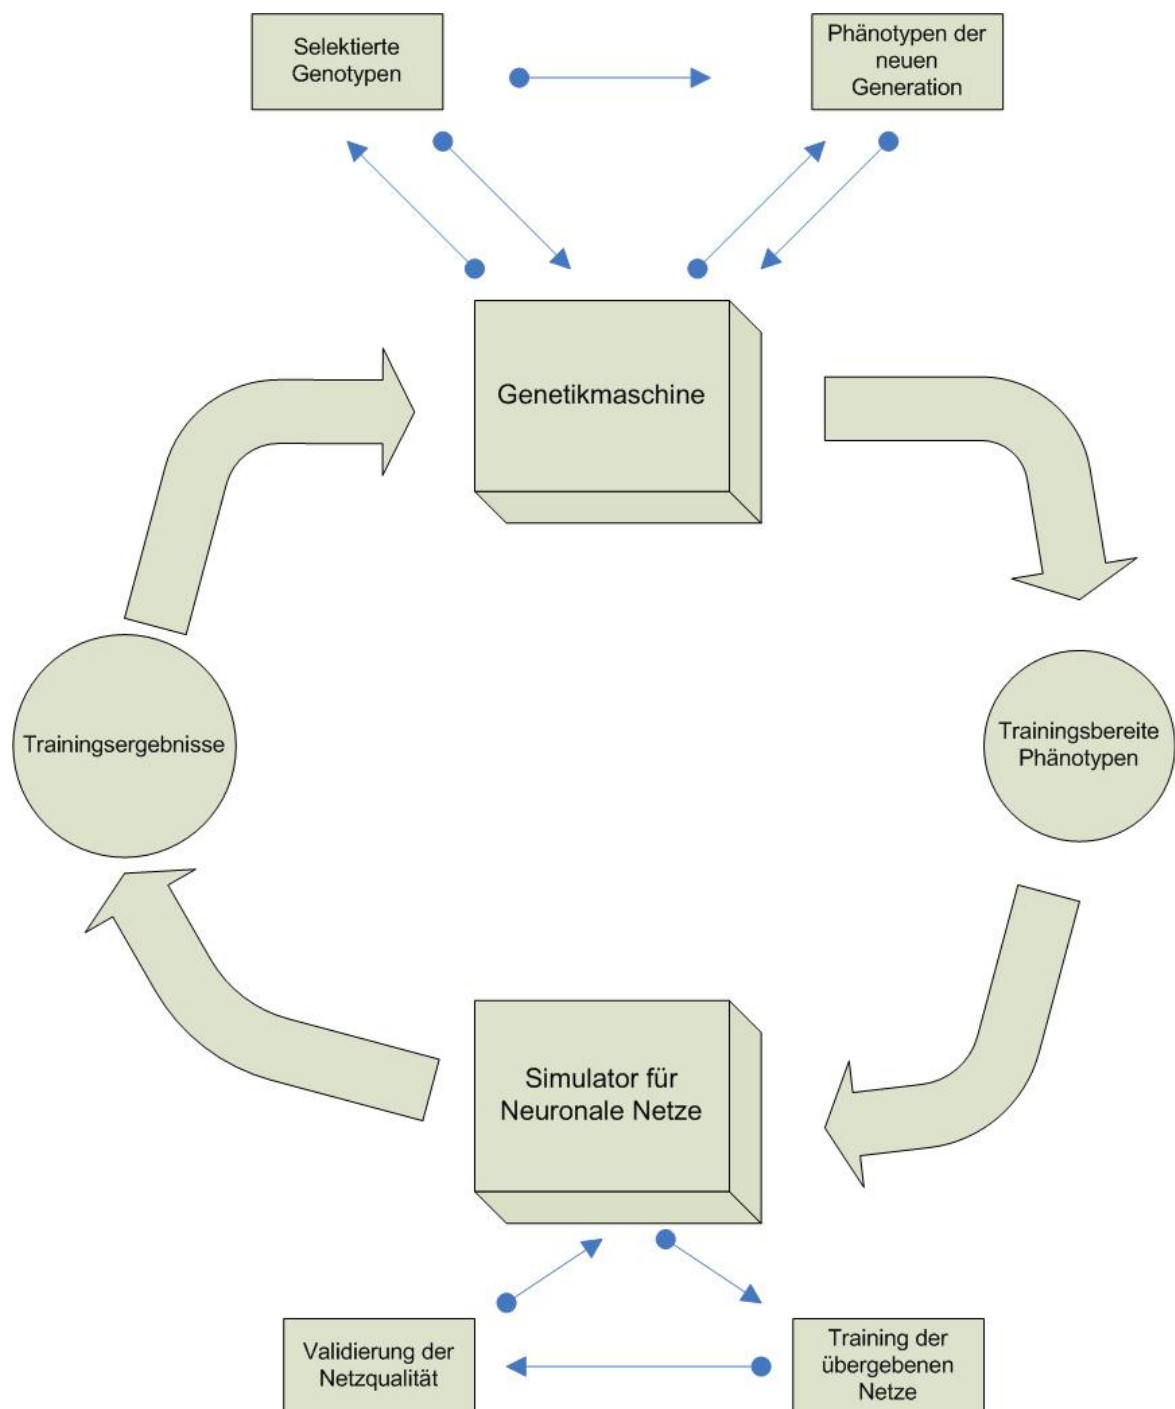 Selektierte
Genotypen
Phänotypen der
neuen
Generation
Genetikmaschine
Trainingsergebnisse
Trainingsbereite
Phänotypen
Simulator für
Neuronale Netze
Validierung der
Netzqualität
Training der
übergebenen
Netze